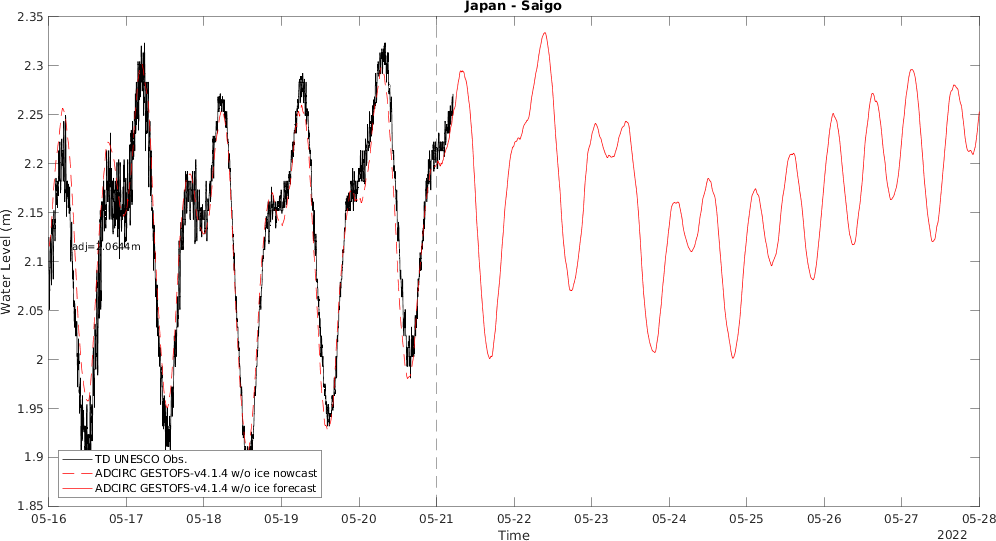 Japan - Saigo
2.35
2.3
2.25
2.2
2.15
2.1
2.05
2
1.95
1.9
1.85
Water Level (m)
adj=2.0644m
TD UNESCO Obs.
ADCIRC GESTOFS-v4.1.4 w/o ice nowcast
ADCIRC GESTOFS-v4.1.4 w/o ice forecast
05-16 05-17 05-18 05-19 05-20 05-21 05-22 05-23 05-24 05-25 05-26 05-27 05-28
Time
2022